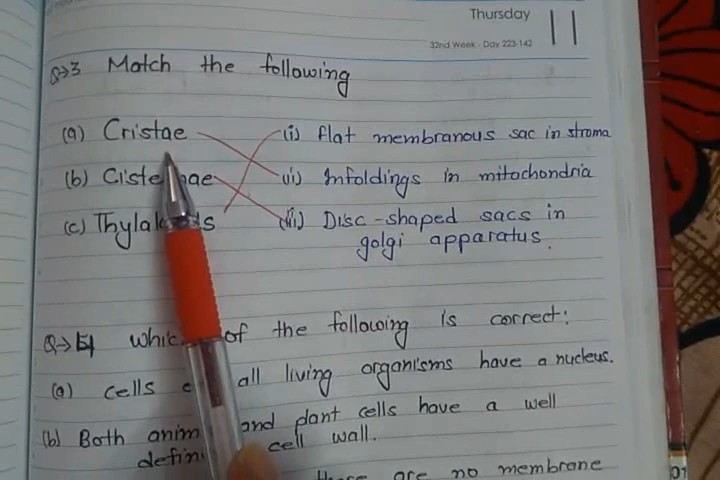 Thursday
11
32nd Week - Day 223-142
Q→3 Match the following
(a) Cristae (i) flat membranous sac in stroma
(b) (ii) Infoldings in mitochondria
(c) (iii) Disc-shaped sacs in
golgi apparatus.
Q→4 of the following is correct:
(a) cells all living organisms have a nucleus.
(b) Both and plant cells have a well
cell wall.
are no membrane